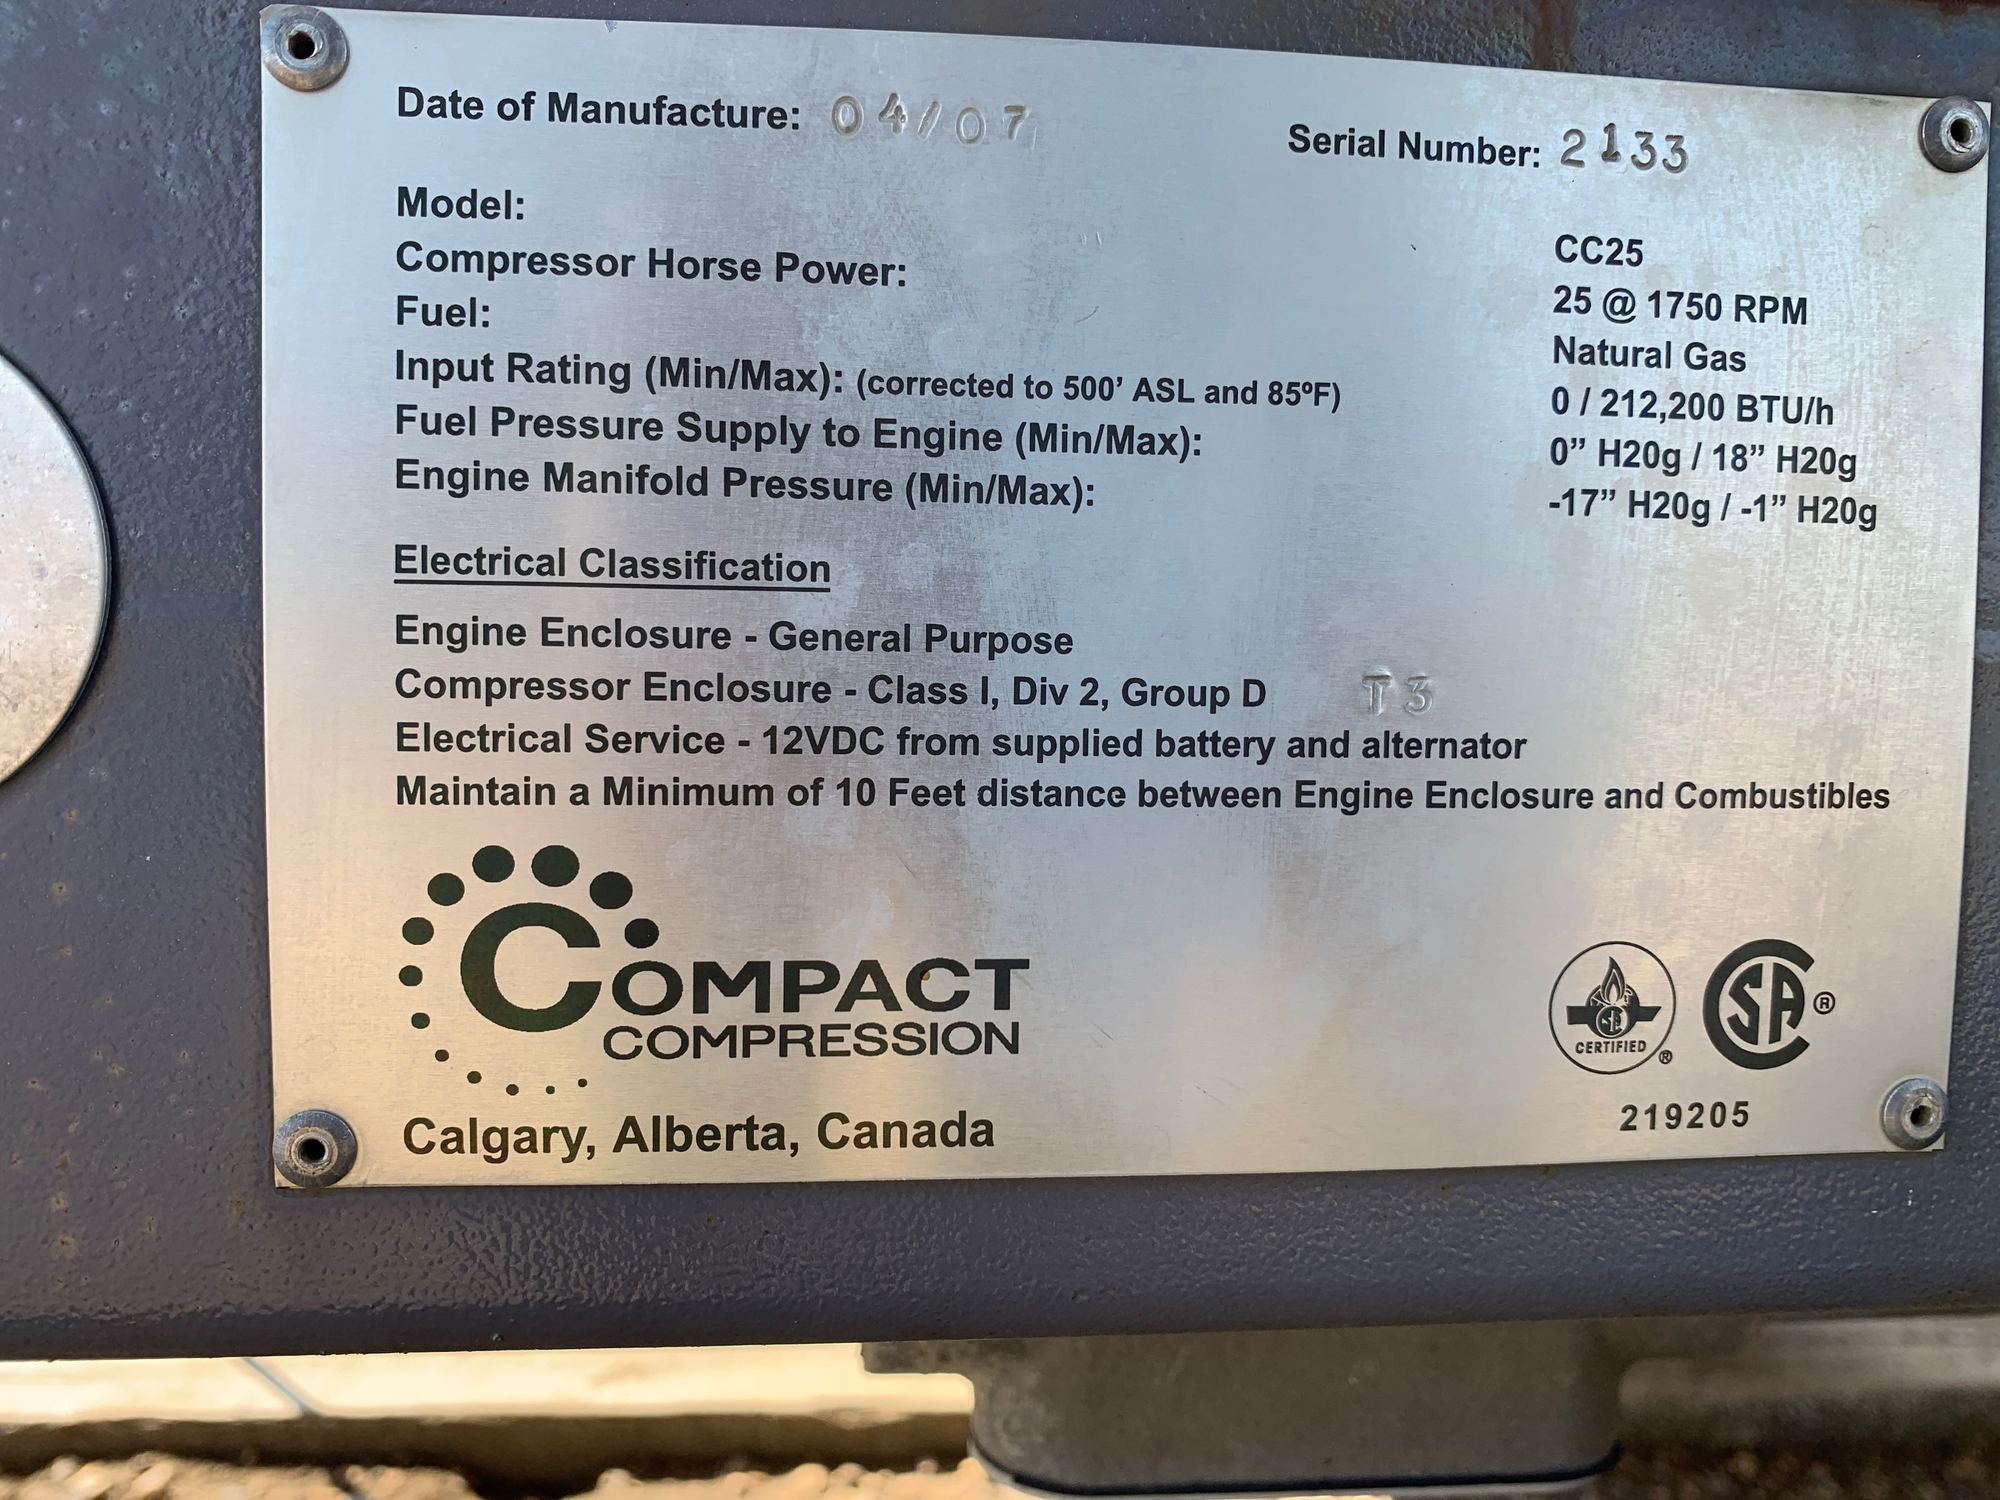 Date of Manufacture: 04/07
Serial Number: 2133
Model: CC25
Compressor Horse Power: 25 @ 1750 RPM
Fuel: Natural Gas
Input Rating (Min/Max): (corrected to 500’ ASL and 85ºF) 0 / 212,200 BTU/h
Fuel Pressure Supply to Engine (Min/Max): 0” H20g / 18” H20g
Engine Manifold Pressure (Min/Max): -17” H20g / -1” H20g
Electrical Classification
Engine Enclosure - General Purpose
Compressor Enclosure - Class I, Div 2, Group D T3
Electrical Service - 12VDC from supplied battery and alternator
Maintain a Minimum of 10 Feet distance between Engine Enclosure and Combustibles
COMPACT
COMPRESSION
Calgary, Alberta, Canada
CERTIFIED ®
CSA ®
219205